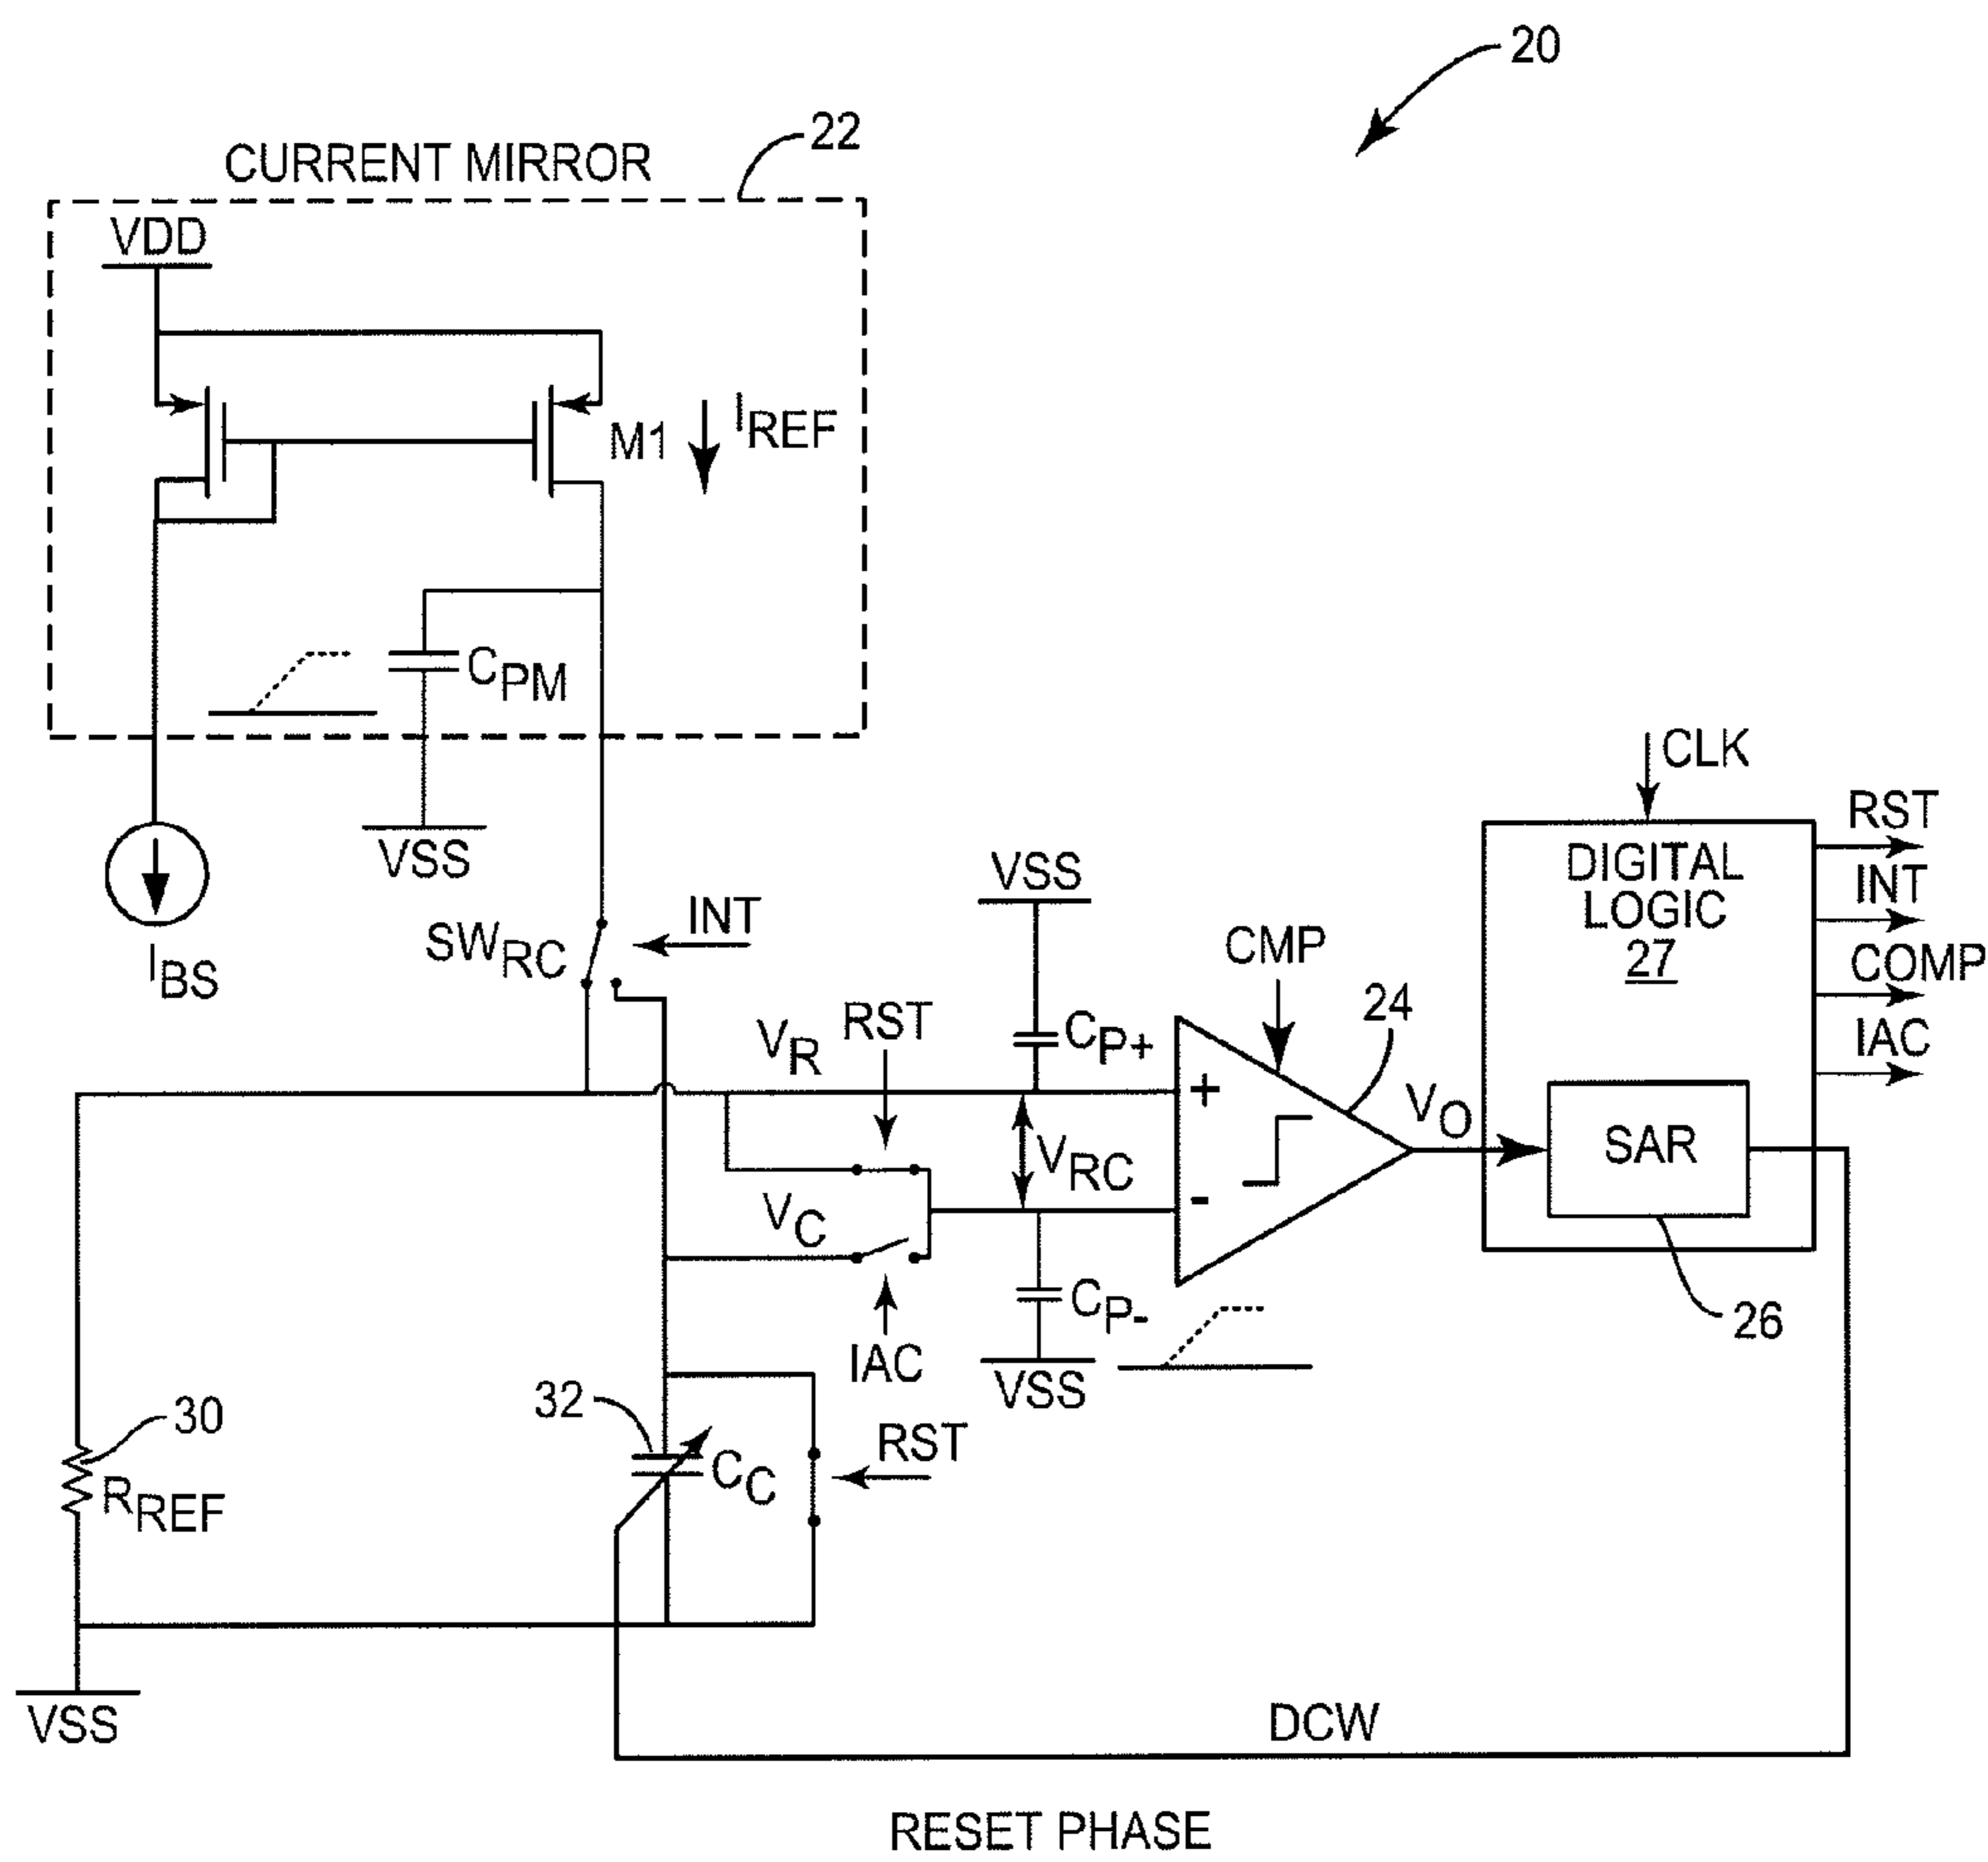 20
22
CURRENT MIRROR
VDD
M1
IREF
CPM
VSS
IBS
SWRC
INT
CLK
RST
INT
COMP
IAC
DIGITAL
LOGIC
27
VSS
CMP
24
CP+
VR
RST
+
VRC
VO
SAR
VC
-
CP-
IAC
VSS
26
30
RREF
32
CC
RST
VSS
DCW
RESET PHASE